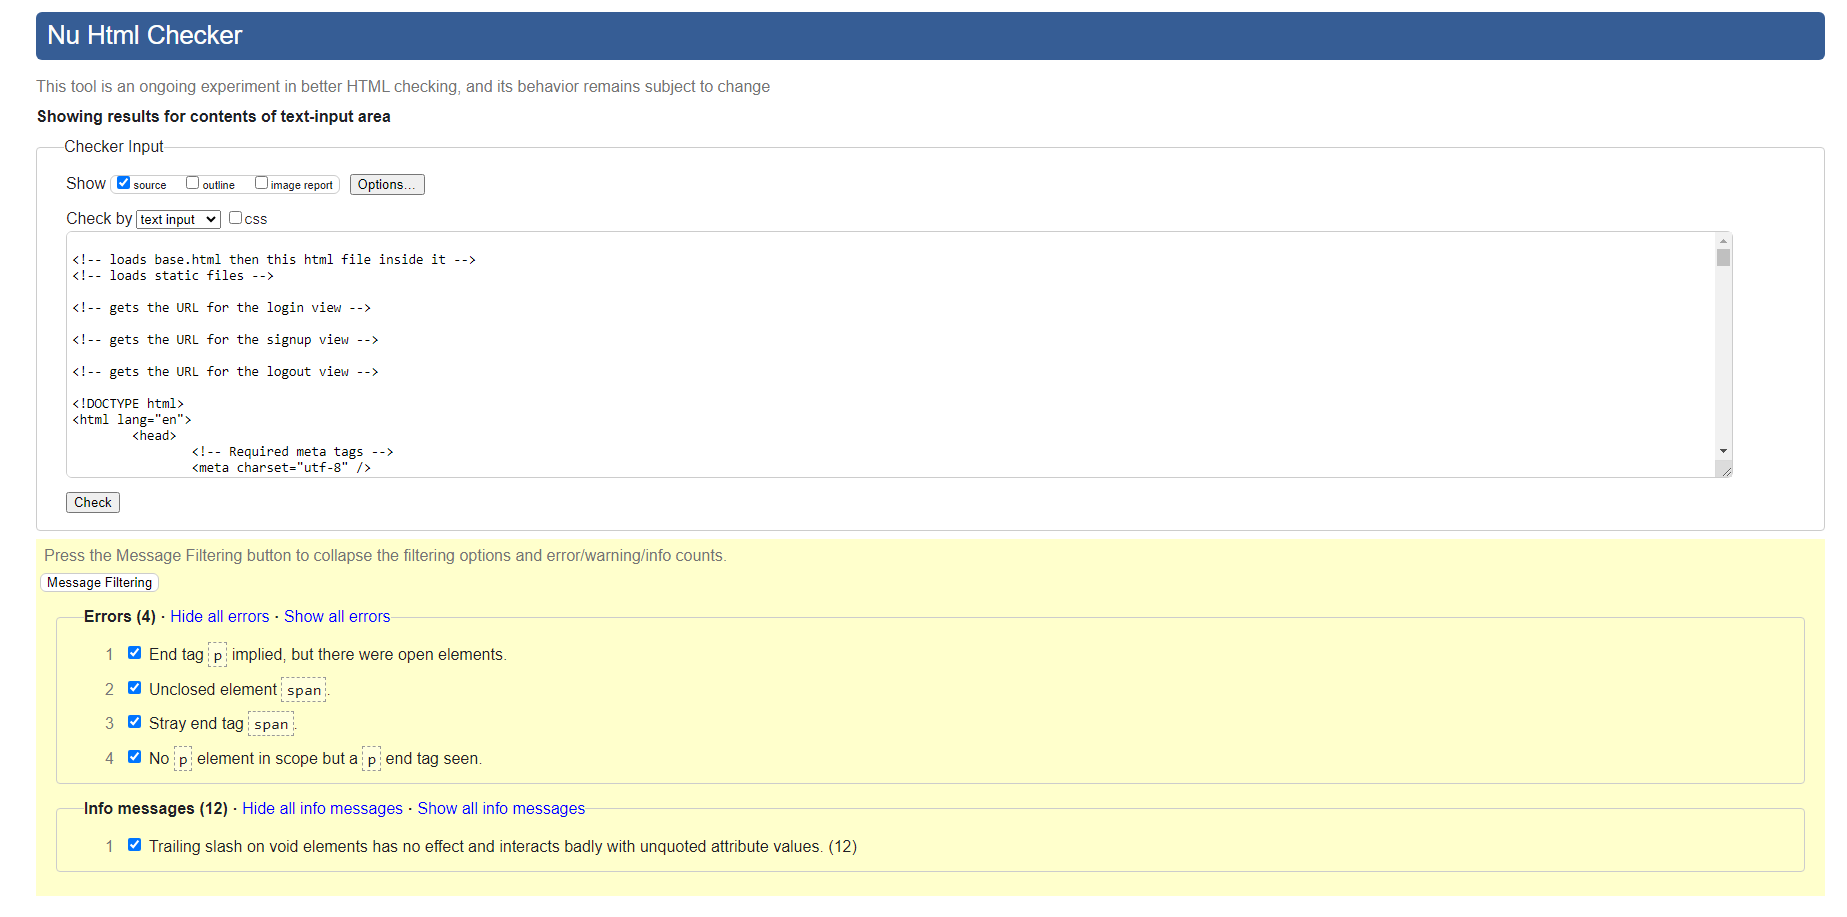 Nu Html Checker
This tool is an ongoing experiment in better HTML checking, and its behavior remains subject to change
Showing results for contents of text-input area
Checker Input
Show source outline image report Options...
Check by text input css
<!-- loads base.html then this html file inside it -->
<!-- loads static files -->
<!-- gets the URL for the login view -->
<!-- gets the URL for the signup view -->
<!-- gets the URL for the logout view -->
<!DOCTYPE html>
<html lang="en">
<head>
<!-- Required meta tags -->
<meta charset="utf-8" />
Check
Press the Message Filtering button to collapse the filtering options and error/warning/info counts.
Message Filtering
Errors (4) · Hide all errors · Show all errors
1 End tag p implied, but there were open elements.
2 Unclosed element span.
3 Stray end tag span.
4 No p element in scope but a p end tag seen.
Info messages (12) · Hide all info messages · Show all info messages
1 Trailing slash on void elements has no effect and interacts badly with unquoted attribute values. (12)